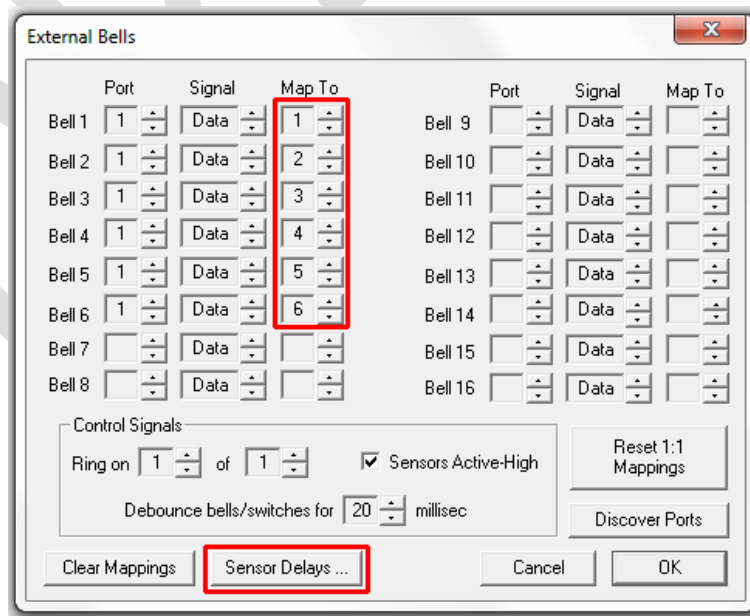 External Bells
Port Signal Map To Port Signal Map To
Bell 1 1 Data 1 Bell 9 Data
Bell 2 1 Data 2 Bell 10 Data
Bell 3 1 Data 3 Bell 11 Data
Bell 4 1 Data 4 Bell 12 Data
Bell 5 1 Data 5 Bell 13 Data
Bell 6 1 Data 6 Bell 14 Data
Bell 7 Data Bell 15 Data
Bell 8 Data Bell 16 Data
Control Signals
Ring on 1 of 1 Sensors Active-High
Debounce bells/switches for 20 millisec
Reset 1:1
Mappings
Discover Ports
Clear Mappings Sensor Delays ... Cancel OK